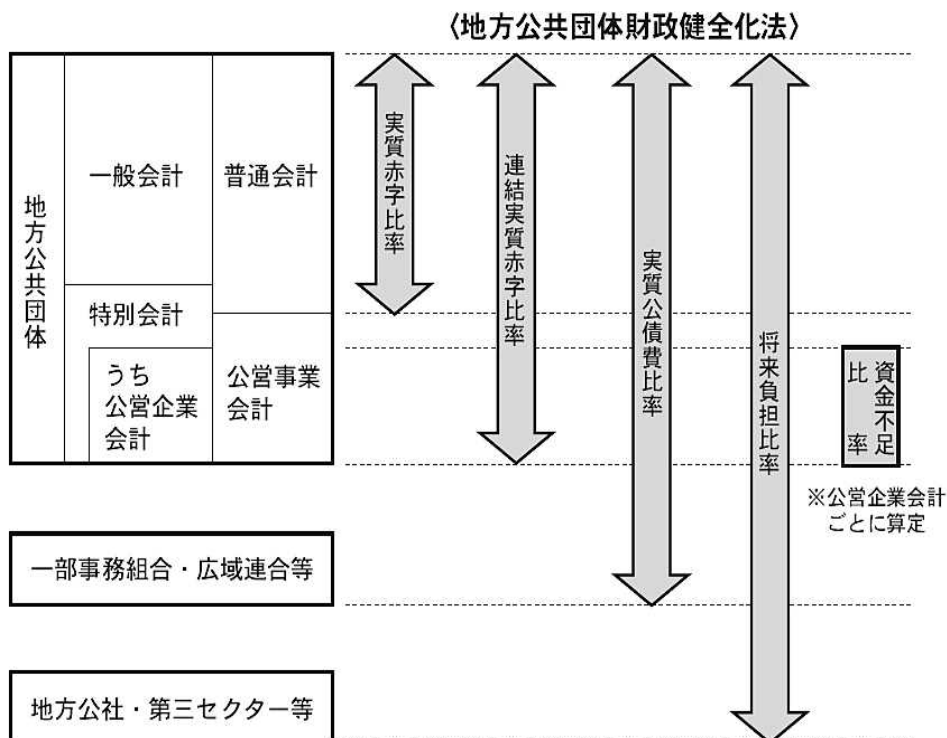 〈地方公共団体財政健全化法〉
地方公共団体
一般会計
普通会計
特別会計
うち
公営企業
会計
公営事業
会計
実質赤字比率
連結実質赤字比率
実質公債費比率
将来負担比率
資金不足
比率
※公営企業会計
ごとに算定
一部事務組合・広域連合等
地方公社・第三セクター等